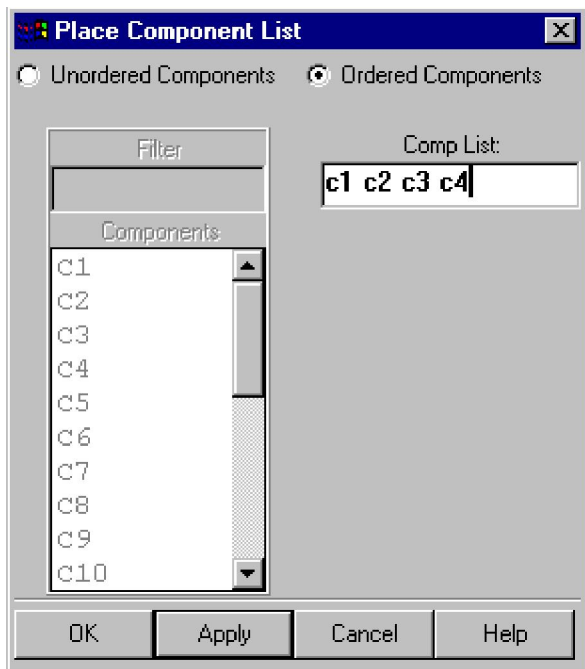 Place Component List
Unordered Components Ordered Components
Filter
Comp List:
c1 c2 c3 c4
Components
C1
C2
C3
C4
C5
C6
C7
C8
C9
C10
OK Apply Cancel Help